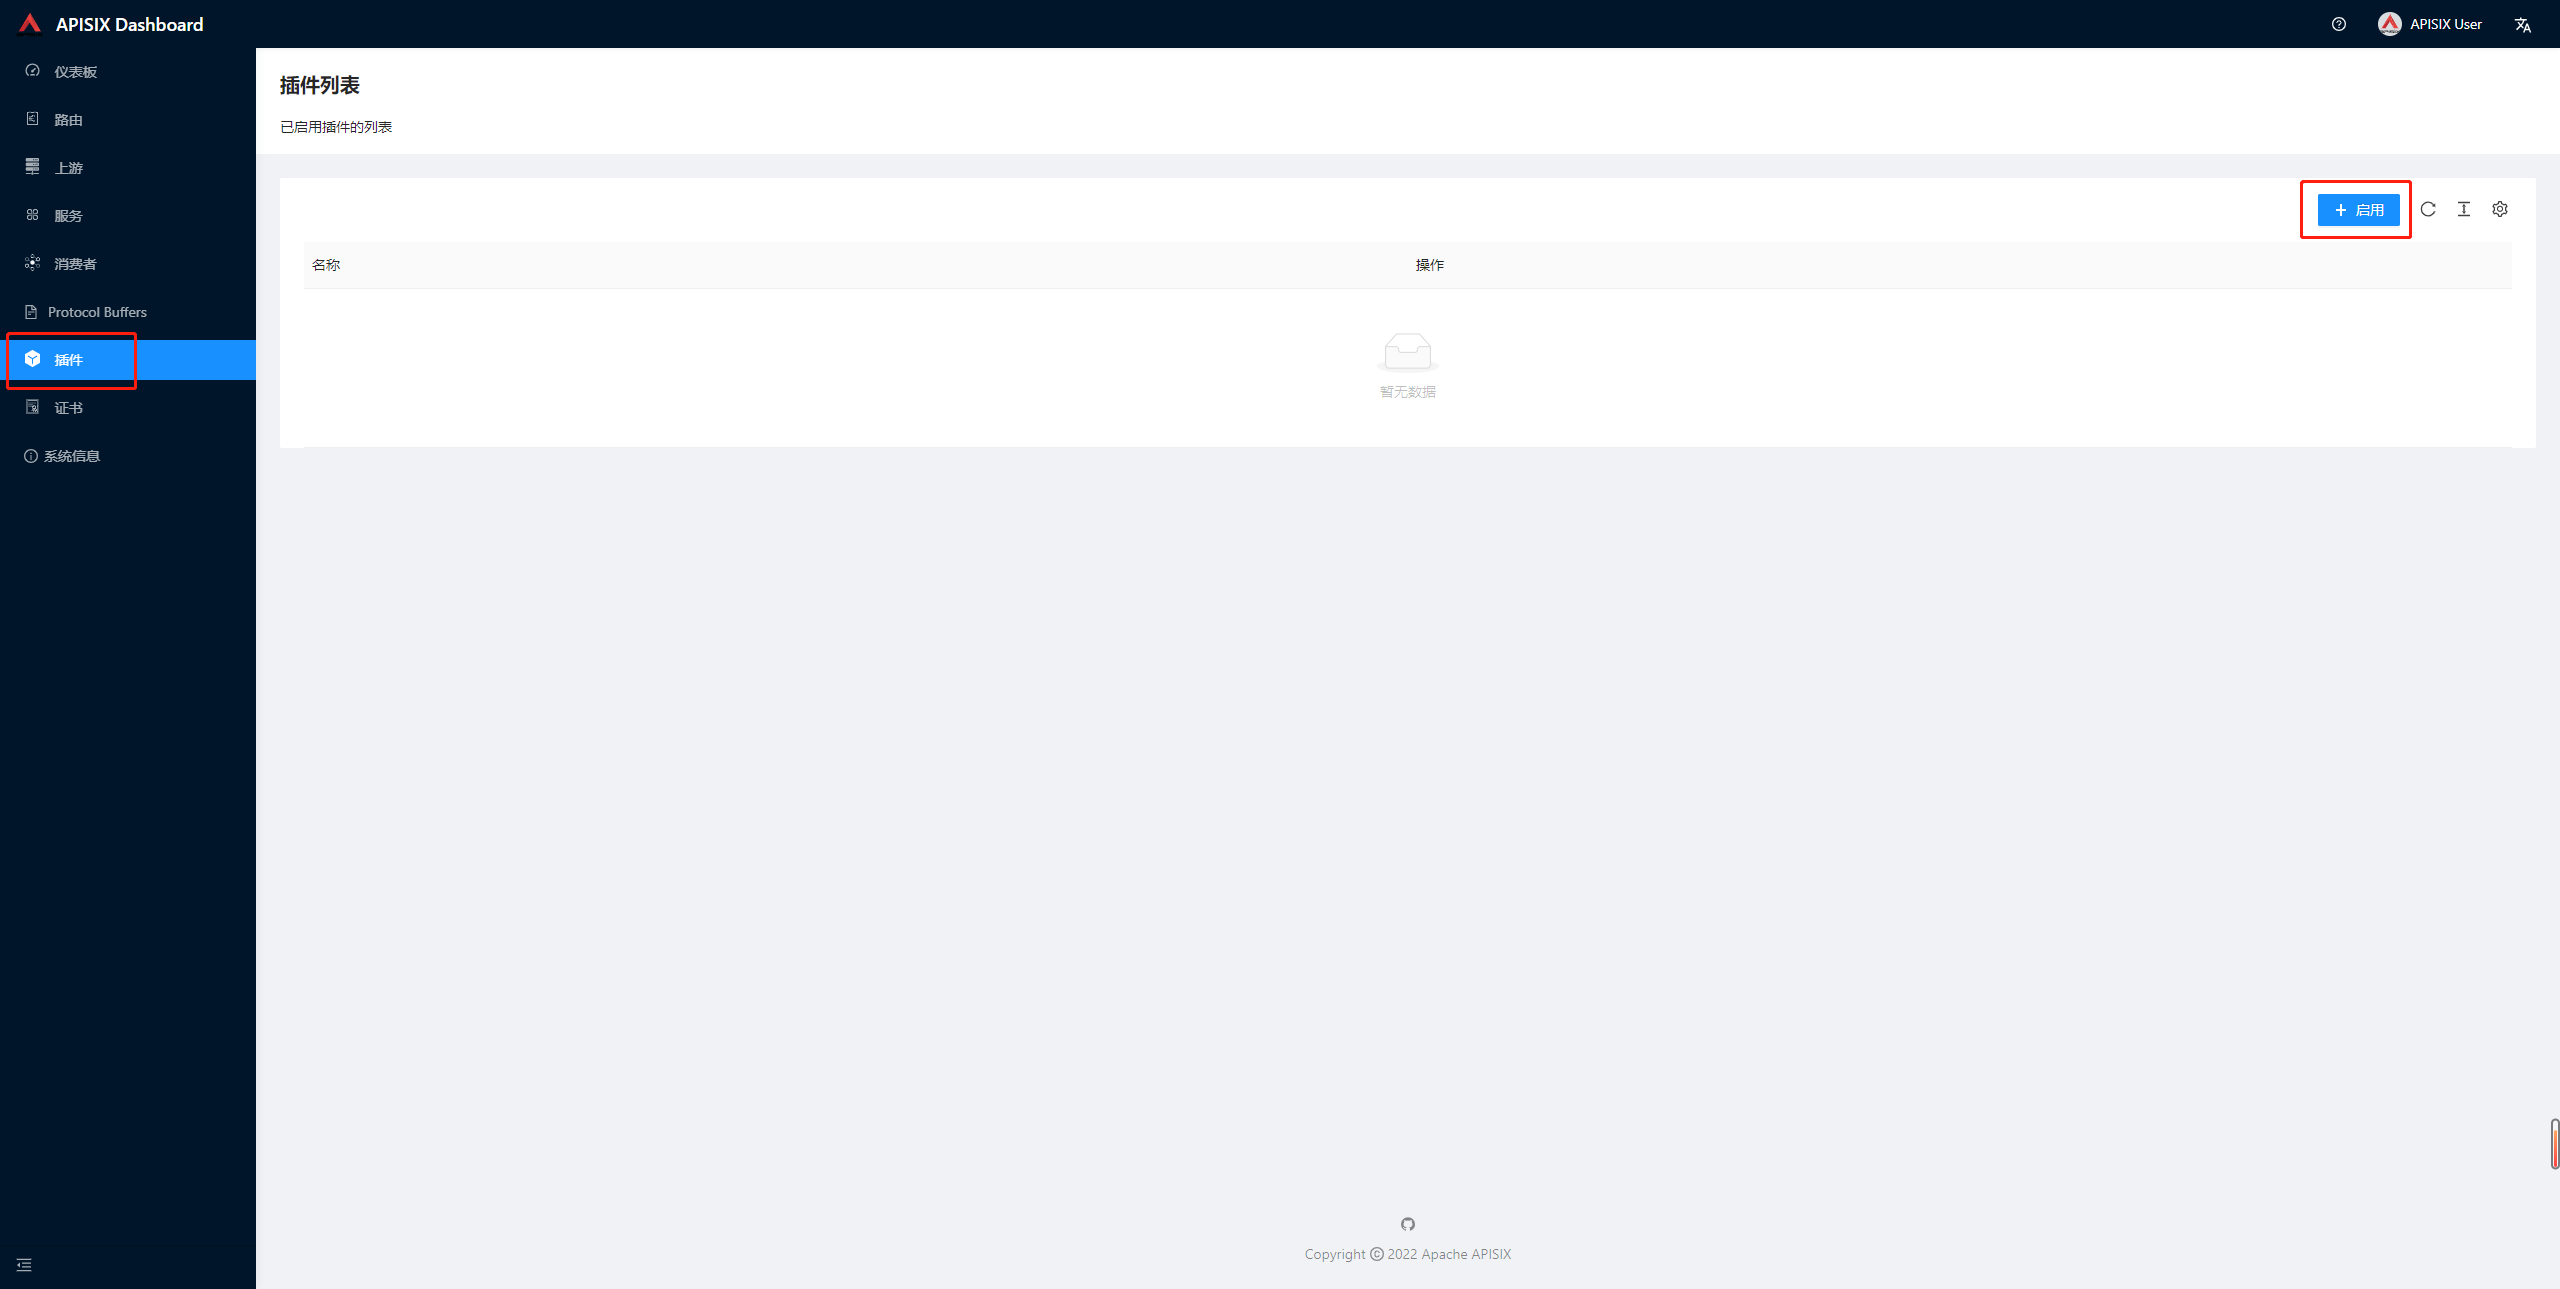 APISIX Dashboard
APISIX User
仪表板
路由
上游
服务
消费者
Protocol Buffers
插件
证书
系统信息
插件列表
已启用插件的列表
启用
名称
操作
暂无数据
Copyright © 2022 Apache APISIX